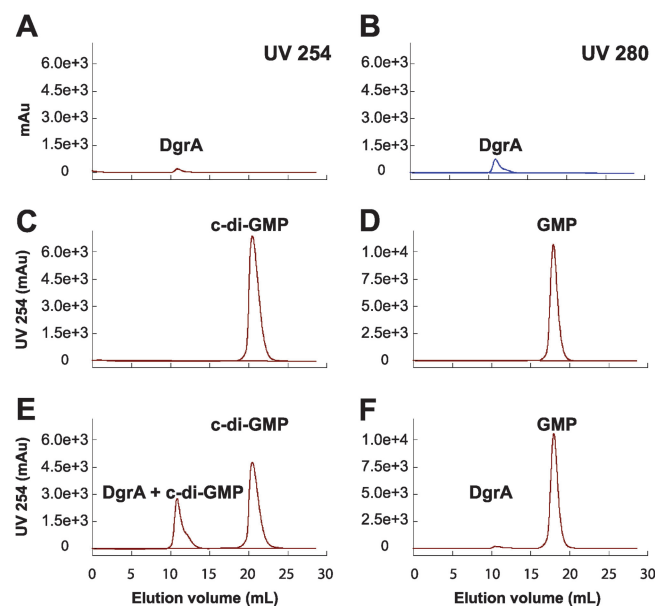 A
UV 254
6.0e+3
4.5e+3
3.0e+3
1.5e+3
0
mAu
DgrA
B
UV 280
6.0e+3
4.5e+3
3.0e+3
1.5e+3
0
DgrA
C
c-di-GMP
6.0e+3
4.5e+3
3.0e+3
1.5e+3
0
UV 254 (mAu)
D
GMP
1.0e+4
7.5e+3
5.0e+3
2.5e+3
0
E
c-di-GMP
6.0e+3
4.5e+3
3.0e+3
1.5e+3
0
UV 254 (mAu)
DgrA + c-di-GMP
0 5 10 15 20 25 30
Elution volume (mL)
F
GMP
1.0e+4
7.5e+3
5.0e+3
2.5e+3
0
DgrA
0 5 10 15 20 25 30
Elution volume (mL)